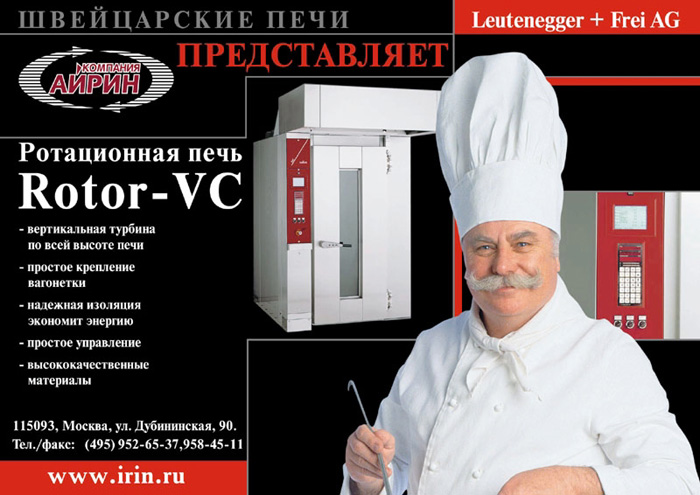 ШВЕЙЦАРСКИЕ ПЕЧИ
Leutenegger + Frei AG
КОМПАНИЯ
АЙРИН
ПРЕДСТАВЛЯЕТ
Ротационная печь
Rotor-VC
- вертикальная турбина
по всей высоте печи
- простое крепление
вагонетки
- надежная изоляция
экономит энергию
- простое управление
- высококачественные
материалы
115093, Москва, ул. Дубининская, 90.
Тел./факс: (495) 952-65-37,958-45-11
www.irin.ru